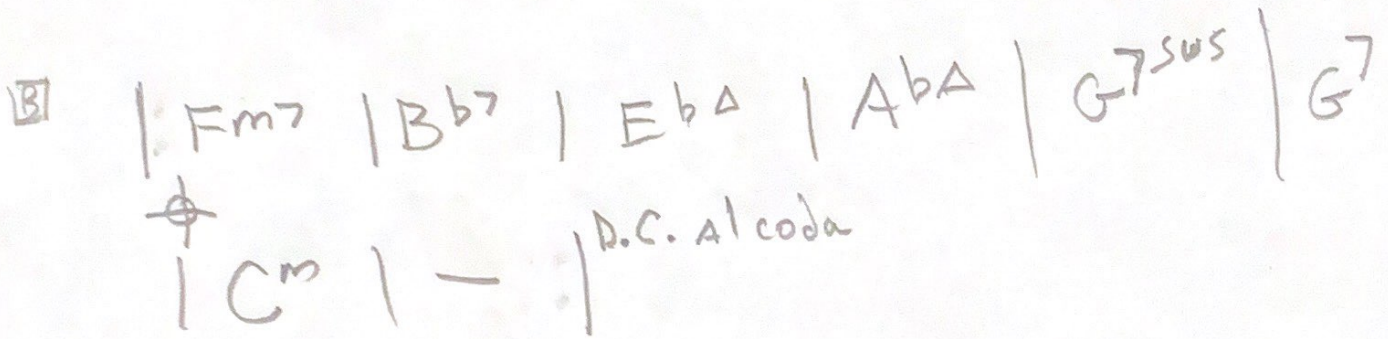 B |: Fm7 | Bb7 | EbΔ | AbΔ | G7sus | G7
𝄌 | Cm | — :| D.C. Al coda